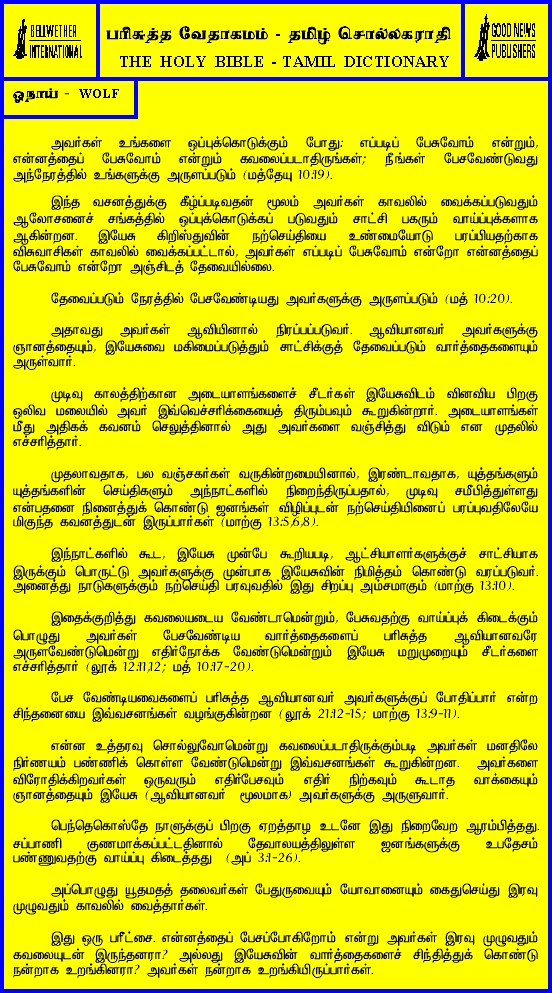 BELLWETHER
INTERNATIONAL
பரிசுத்த வேதாகமம் - தமிழ் சொல்லகராதி
THE HOLY BIBLE - TAMIL DICTIONARY
GOOD NEWS
PUBLISHERS
ஓநாய் - WOLF
அவர்கள் உங்களை ஒப்புக்கொடுக்கும் போது: எப்படிப் பேசுவோம் என்றும்,
என்னத்தைப் பேசுவோம் என்றும் கவலைப்படாதிருங்கள்; நீங்கள் பேசவேண்டுவது
அந்நேரத்தில் உங்களுக்கு அருளப்படும் (மத்தேயு 10:19).
இந்த வசனத்துக்கு கீழ்ப்படிவதன் மூலம் அவர்கள் காவலில் வைக்கப்படுவதும்
ஆலோசனைச் சங்கத்தில் ஒப்புக்கொடுக்கப் படுவதும் சாட்சி பகரும் வாய்ப்புக்களாக
ஆகின்றன. இயேசு கிறிஸ்துவின் நற்செய்தியை உண்மையோடு பரப்பியதற்காக
விசுவாசிகள் காவலில் வைக்கப்பட்டால், அவர்கள் எப்படிப் பேசுவோம் என்றோ என்னத்தைப்
பேசுவோம் என்றோ அஞ்சிடத் தேவையில்லை.
தேவைப்படும் நேரத்தில் பேசவேண்டியது அவர்களுக்கு அருளப்படும் (மத் 10:20).
அதாவது அவர்கள் ஆவியினால் நிரப்பப்படுவர். ஆவியானவர் அவர்களுக்கு
ஞானத்தையும், இயேசுவை மகிமைப்படுத்தும் சாட்சிக்குத் தேவைப்படும் வார்த்தைகளையும்
அருள்வார்.
முடிவு காலத்திற்கான அடையாளங்களைச் சீடர்கள் இயேசுவிடம் வினவிய பிறகு
ஒலிவ மலையில் அவர் இவ்வெச்சரிக்கையைத் திரும்பவும் கூறுகின்றார். அடையாளங்கள்
மீது அதிகக் கவனம் செலுத்தினால் அது அவர்களை வஞ்சித்து விடும் என முதலில்
எச்சரித்தார்.
முதலாவதாக, பல வஞ்சகர்கள் வருகின்றமையினால், இரண்டாவதாக, யுத்தங்களும்
யுத்தங்களின் செய்திகளும் அந்நாட்களில் நிறைந்திருப்பதால், முடிவு சமீபித்துள்ளது
என்பதனை நினைத்துக் கொண்டு ஜனங்கள் விழிப்புடன் நற்செய்தியினைப் பரப்புவதிலேயே
மிகுந்த கவனத்துடன் இருப்பார்கள் (மாற்கு 13:5,6,8).
இந்நாட்களில் கூட, இயேசு முன்பே கூறியபடி, ஆட்சியாளர்களுக்குச் சாட்சியாக
இருக்கும் பொருட்டு அவர்களுக்கு முன்பாக இயேசுவின் நிமித்தம் கொண்டு வரப்படுவர்.
அனைத்து நாடுகளுக்கும் நற்செய்தி பரவுவதில் இது சிறப்பு அம்சமாகும் (மாற்கு 13:10).
இதைக்குறித்து கவலையடைய வேண்டாமென்றும், பேசுவதற்கு வாய்ப்புக் கிடைக்கும்
பொழுது அவர்கள் பேசவேண்டிய வார்த்தைகளைப் பரிசுத்த ஆவியானவரே
அருளவேண்டுமென்று எதிர்நோக்க வேண்டுமென்றும் இயேசு மறுமுறையும் சீடர்களை
எச்சரித்தார் (லூக் 12:11,12; மத் 10:17-20).
பேச வேண்டியவைகளைப் பரிசுத்த ஆவியானவர் அவர்களுக்குப் போதிப்பார் என்ற
சிந்தனையை இவ்வசனங்கள் வழங்குகின்றன (லூக் 21:12-15; மாற்கு 13:9-11).
என்ன உத்தரவு சொல்லுவோமென்று கவலைப்படாதிருக்கும்படி அவர்கள் மனதிலே
நிர்ணயம் பண்ணிக் கொள்ள வேண்டுமென்று இவ்வசனங்கள் கூறுகின்றன. அவர்களை
விரோதிக்கிறவர்கள் ஒருவரும் எதிர்பேசவும் எதிர் நிற்கவும் கூடாத வாக்கையும்
ஞானத்தையும் இயேசு (ஆவியானவர் மூலமாக) அவர்களுக்கு அருளுவார்.
பெந்தெகொஸ்தே நாளுக்குப் பிறகு ஏறத்தாழ உடனே இது நிறைவேற ஆரம்பித்தது.
சப்பாணி குணமாக்கப்பட்டதினால் தேவாலயத்திலுள்ள ஜனங்களுக்கு உபதேசம்
பண்ணுவதற்கு வாய்ப்பு கிடைத்தது (அப் 3:1-26).
அப்பொழுது யூதமதத் தலைவர்கள் பேதுருவையும் யோவானையும் கைதுசெய்து இரவு
முழுவதும் காவலில் வைத்தார்கள்.
இது ஒரு பரீட்சை. என்னத்தைப் பேசப்போகிறோம் என்று அவர்கள் இரவு முழுவதும்
கவலையுடன் இருந்தனரா? அல்லது இயேசுவின் வார்த்தைகளைச் சிந்தித்துக் கொண்டு
நன்றாக உறங்கினரா? அவர்கள் நன்றாக உறங்கியிருப்பார்கள்.